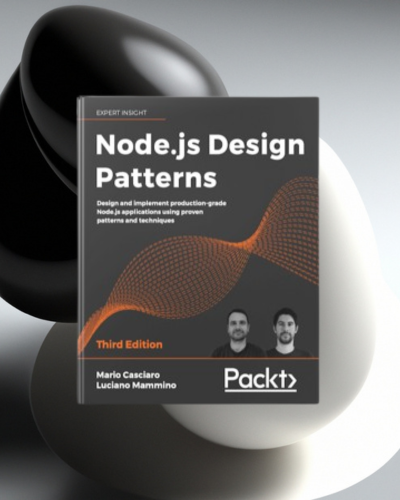 EXPERT INSIGHT
Node.js Design
Patterns
Design and implement production-grade
Node.js applications using proven
patterns and techniques
Third Edition
Mario Casciaro
Luciano Mammino
Packt>